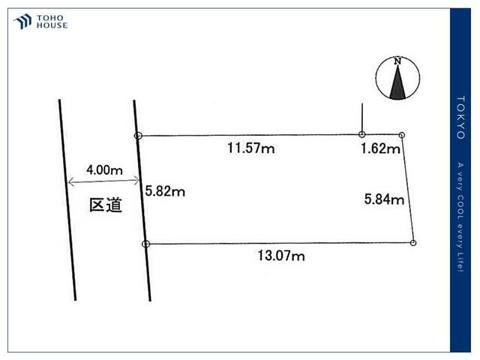 TOHO
HOUSE
N
11.57m
1.62m
4.00m
5.82m
区道
5.84m
13.07m
TOKYO
A very COOL every Life!